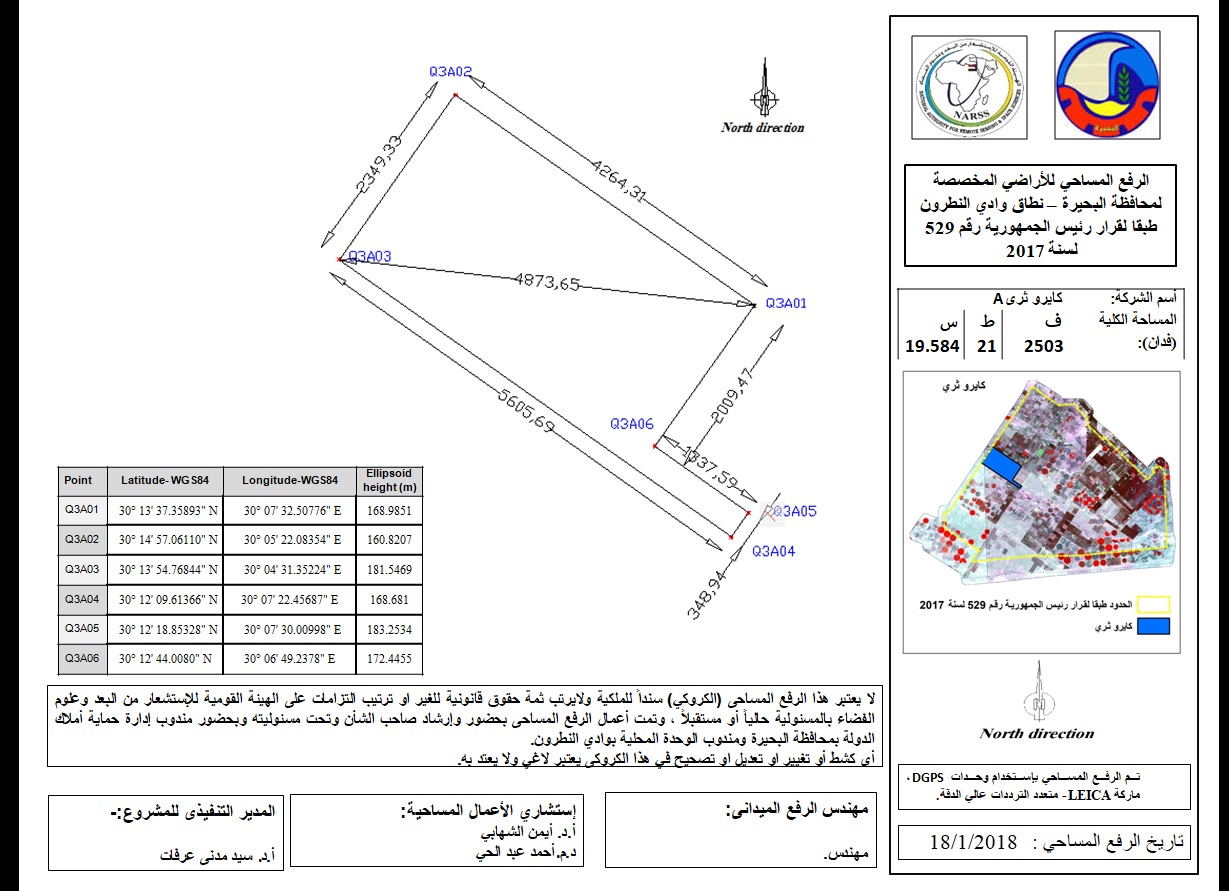 Q3A02
North direction
2349,33
4264,31
Q3A03
4873,65
Q3A01
2009,47
5605,69
Q3A06
1337,59
Q3A05
Q3A04
348,94
Point Latitude- WGS84 Longitude-WGS84 Ellipsoid height (m)
Q3A01 30° 13' 37.35893" N 30° 07' 32.50776" E 168.9851
Q3A02 30° 14' 57.06110" N 30° 05' 22.08354" E 160.8207
Q3A03 30° 13' 54.76844" N 30° 04' 31.35224" E 181.5469
Q3A04 30° 12' 09.61366" N 30° 07' 22.45687" E 168.681
Q3A05 30° 12' 18.85328" N 30° 07' 30.00998" E 183.2534
Q3A06 30° 12' 44.0080" N 30° 06' 49.2378" E 172.4455
لا يعتبر هذا الرفع المساحى (الكروكي) سنداً للملكية ولايرتب ثمة حقوق قانونية للغير او ترتيب التزامات على الهيئة القومية للإستشعار من البعد وعلوم
الفضاء بالمسئولية حالياً أو مستقبلاً ، وتمت أعمال الرفع المساحى بحضور وإرشاد صاحب الشأن وتحت مسئوليته وبحضور مندوب إدارة حماية أملاك
الدولة بمحافظة البحيرة ومندوب الوحدة المحلية بوادي النطرون.
أي كشط أو تغيير او تعديل او تصحيح في هذا الكروكى يعتبر لاغي ولا يعتد به.
مهندس الرفع الميدانى:
مهندس.
إستشاري الأعمال المساحية:
أ.د. أيمن الشهابي
د.م.أحمد عبد الحي
المدير التنفيذى للمشروع:-
أ.د. سيد مدنى عرفات
NARSS
NATIONAL AUTHORITY FOR REMOTE SENSING & SPACE SCIENCES
البحيرة
الرفع المساحي للأراضي المخصصة
لمحافظة البحيرة – نطاق وادي النطرون
طبقا لقرار رئيس الجمهورية رقم 529
لسنة 2017
أسم الشركة: كايرو ثرى A
المساحة الكلية ف ط س
(فدان): 2503 21 19.584
كايرو ثري
الحدود طبقا لقرار رئيس الجمهورية رقم 529 لسنة 2017
كايرو ثري
N
North direction
تـم الرفـع المســاحي بإسـتخدام وحـدات DGPS ،
ماركة LEICA- متعدد الترددات عالي الدقة.
تاريخ الرفع المساحي : 18/1/2018